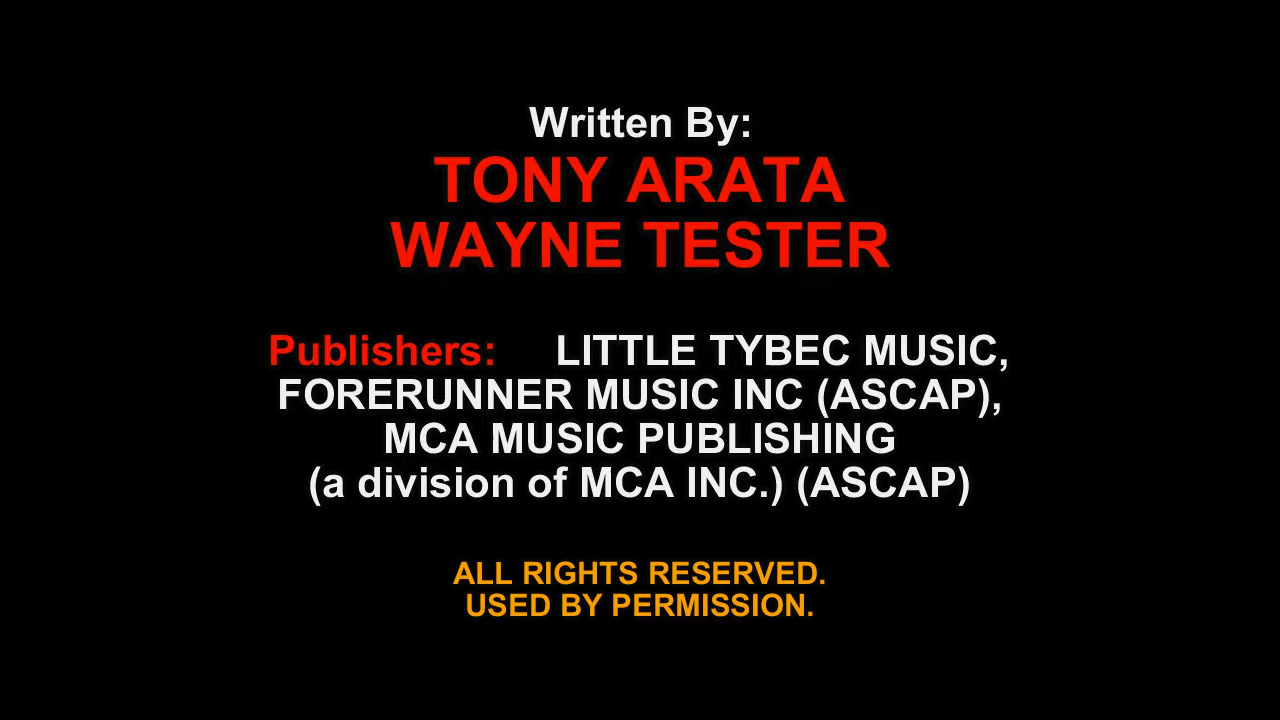 Written By:
TONY ARATA
WAYNE TESTER
Publishers: LITTLE TYBEC MUSIC,
FORERUNNER MUSIC INC (ASCAP),
MCA MUSIC PUBLISHING
(a division of MCA INC.) (ASCAP)
ALL RIGHTS RESERVED.
USED BY PERMISSION.